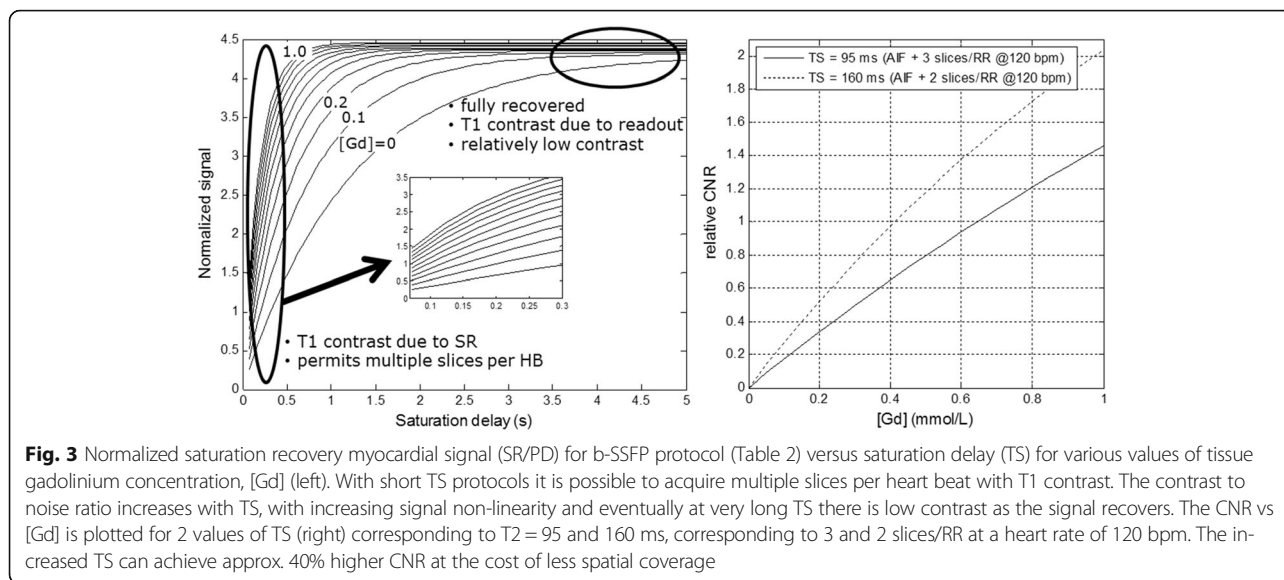 4.5
4
3.5
3
2.5
2
1.5
1
0.5
0
Normalized signal
1.0
0.2
0.1
[Gd]=0
• fully recovered
• T1 contrast due to readout
• relatively low contrast
3.5
3
2.5
2
1.5
1
0.5
0
0.1 0.15 0.2 0.25 0.3
• T1 contrast due to SR
• permits multiple slices per HB
0 0.5 1 1.5 2 2.5 3 3.5 4 4.5 5
Saturation delay (s)
2
1.8
1.6
1.4
1.2
1
0.8
0.6
0.4
0.2
0
relative CNR
TS = 95 ms (AIF + 3 slices/RR @120 bpm)
TS = 160 ms (AIF + 2 slices/RR @120 bpm)
0 0.2 0.4 0.6 0.8 1
[Gd] (mmol/L)
Fig. 3 Normalized saturation recovery myocardial signal (SR/PD) for b-SSFP protocol (Table 2) versus saturation delay (TS) for various values of tissue
gadolinium concentration, [Gd] (left). With short TS protocols it is possible to acquire multiple slices per heart beat with T1 contrast. The contrast to
noise ratio increases with TS, with increasing signal non-linearity and eventually at very long TS there is low contrast as the signal recovers. The CNR vs
[Gd] is plotted for 2 values of TS (right) corresponding to T2 = 95 and 160 ms, corresponding to 3 and 2 slices/RR at a heart rate of 120 bpm. The in-
creased TS can achieve approx. 40% higher CNR at the cost of less spatial coverage